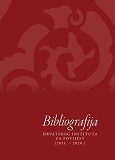 Bibliografija
HRVATSKOG INSTITUTA
ZA POVIJEST
(2011. – 2020.)